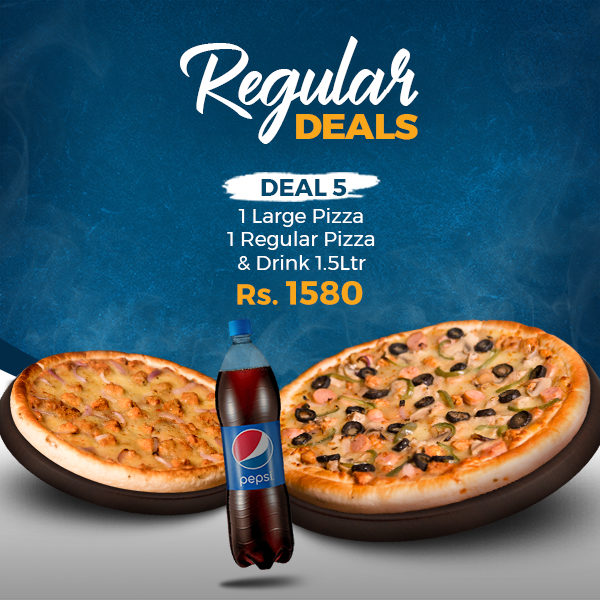 Regular
DEALS
DEAL 5
1 Large Pizza
1 Regular Pizza
& Drink 1.5Ltr
Rs. 1580
pepsi